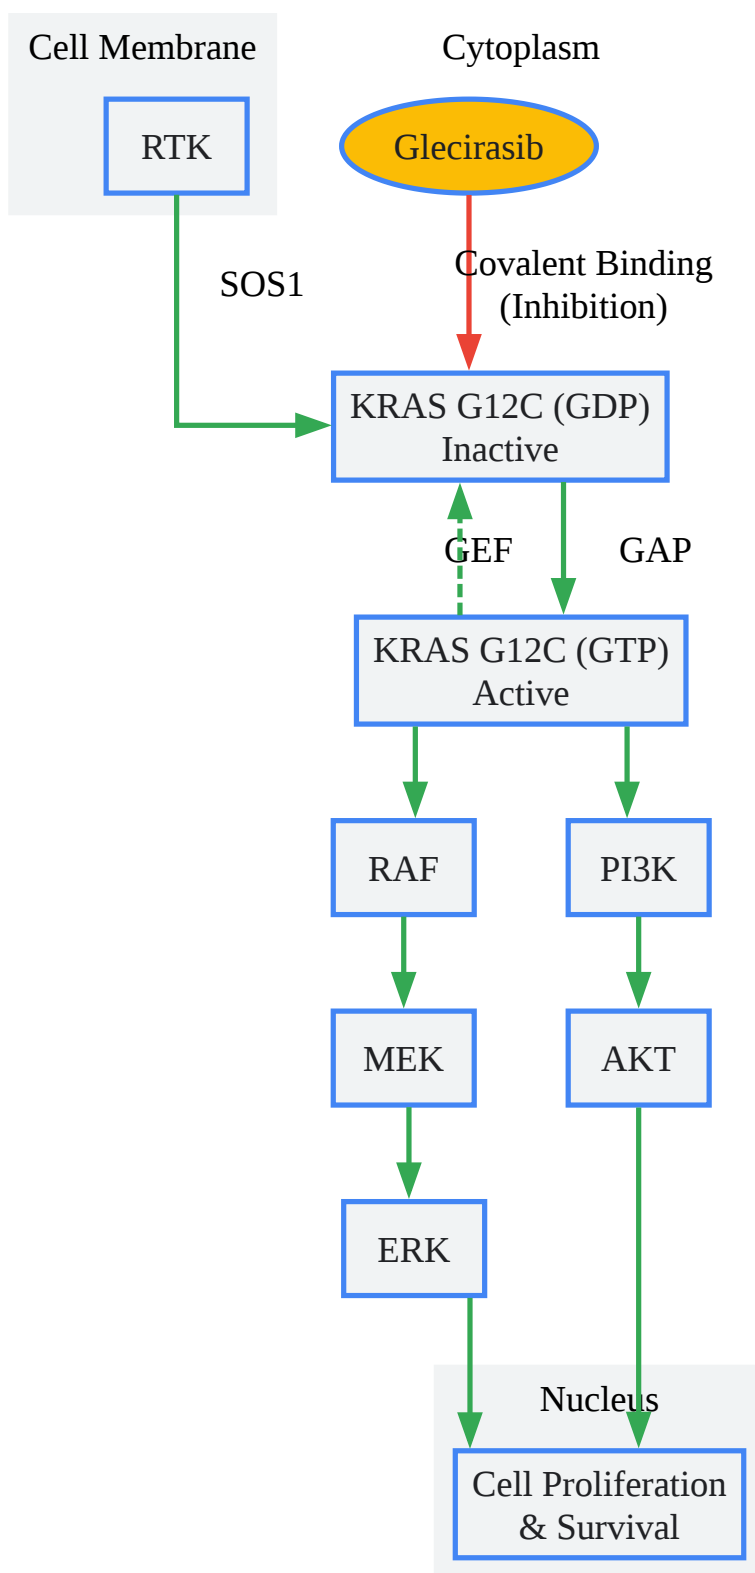 Cell Membrane
Cytoplasm
RTK
Glecirasib
SOS1
Covalent Binding
(Inhibition)
KRAS G12C (GDP)
Inactive
GEF
GAP
KRAS G12C (GTP)
Active
RAF
PI3K
MEK
AKT
ERK
Nucleus
Cell Proliferation
& Survival